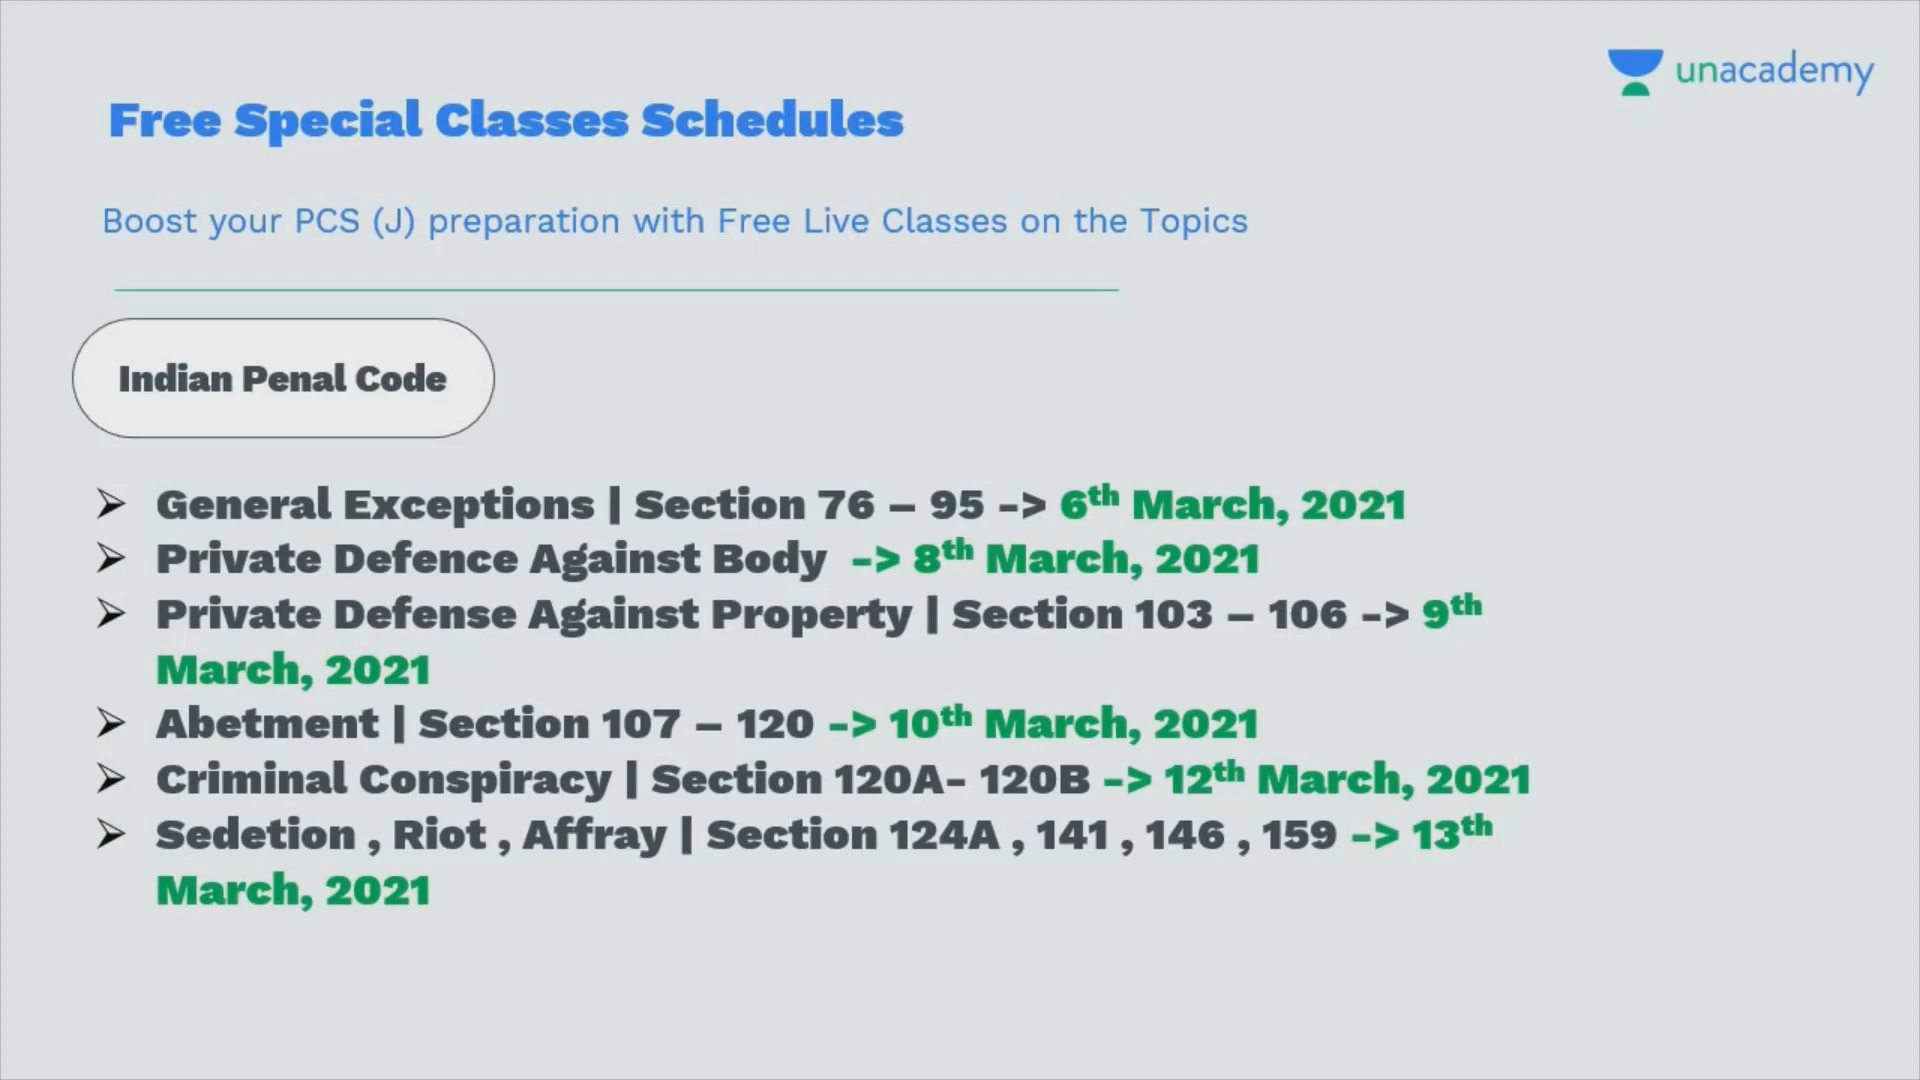 unacademy
Free Special Classes Schedules
Boost your PCS (J) preparation with Free Live Classes on the Topics
Indian Penal Code
➢ General Exceptions | Section 76 – 95 -> 6th March, 2021
➢ Private Defence Against Body -> 8th March, 2021
➢ Private Defense Against Property | Section 103 – 106 -> 9th
March, 2021
➢ Abetment | Section 107 – 120 -> 10th March, 2021
➢ Criminal Conspiracy | Section 120A- 120B -> 12th March, 2021
➢ Sedetion , Riot , Affray | Section 124A , 141 , 146 , 159 -> 13th
March, 2021